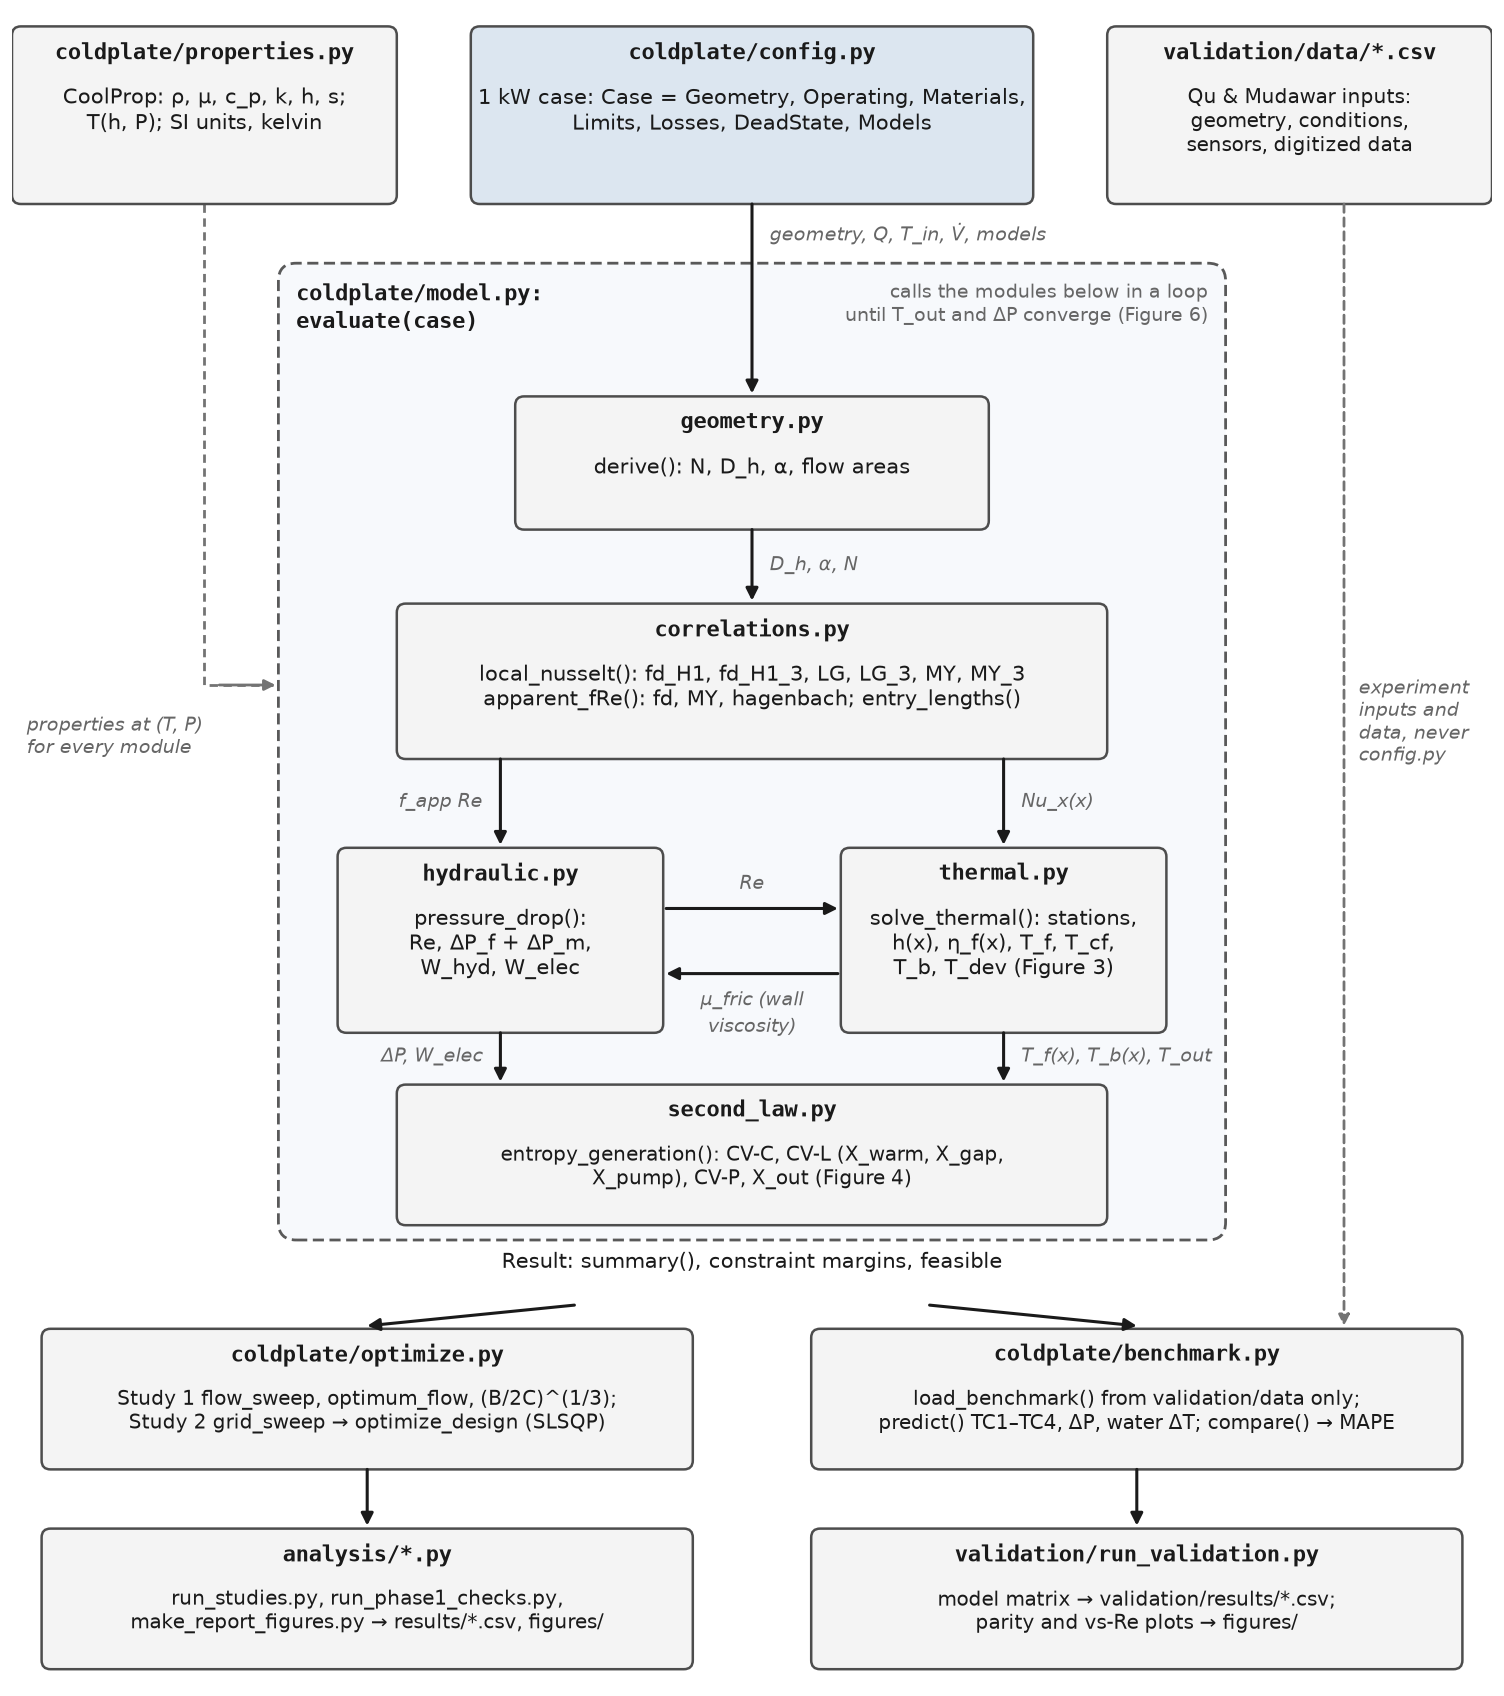 coldplate/properties.py
CoolProp: ρ, μ, c_p, k, h, s;
T(h, P); SI units, kelvin
coldplate/config.py
1 kW case: Case = Geometry, Operating, Materials,
Limits, Losses, DeadState, Models
validation/data/*.csv
Qu & Mudawar inputs:
geometry, conditions,
sensors, digitized data
geometry, Q, T_in, V̇, models
coldplate/model.py:
evaluate(case)
calls the modules below in a loop
until T_out and ΔP converge (Figure 6)
geometry.py
derive(): N, D_h, α, flow areas
D_h, α, N
correlations.py
local_nusselt(): fd_H1, fd_H1_3, LG, LG_3, MY, MY_3
apparent_fRe(): fd, MY, hagenbach; entry_lengths()
properties at (T, P)
for every module
experiment
inputs and
data, never
config.py
f_app Re
Nu_x(x)
hydraulic.py
pressure_drop():
Re, ΔP_f + ΔP_m,
W_hyd, W_elec
Re
μ_fric (wall
viscosity)
thermal.py
solve_thermal(): stations,
h(x), η_f(x), T_f, T_cf,
T_b, T_dev (Figure 3)
ΔP, W_elec
T_f(x), T_b(x), T_out
second_law.py
entropy_generation(): CV-C, CV-L (X_warm, X_gap,
X_pump), CV-P, X_out (Figure 4)
Result: summary(), constraint margins, feasible
coldplate/optimize.py
Study 1 flow_sweep, optimum_flow, (B/2C)^(1/3);
Study 2 grid_sweep → optimize_design (SLSQP)
coldplate/benchmark.py
load_benchmark() from validation/data only;
predict() TC1–TC4, ΔP, water ΔT; compare() → MAPE
analysis/*.py
run_studies.py, run_phase1_checks.py,
make_report_figures.py → results/*.csv, figures/
validation/run_validation.py
model matrix → validation/results/*.csv;
parity and vs-Re plots → figures/